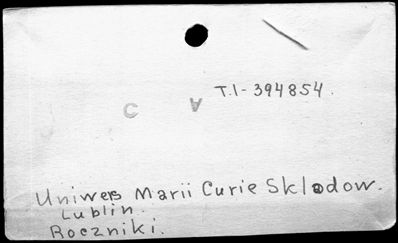 T.1-394854.
C A
Uniwers Marii Curie Sklodow.
Lublin.
Roczniki.